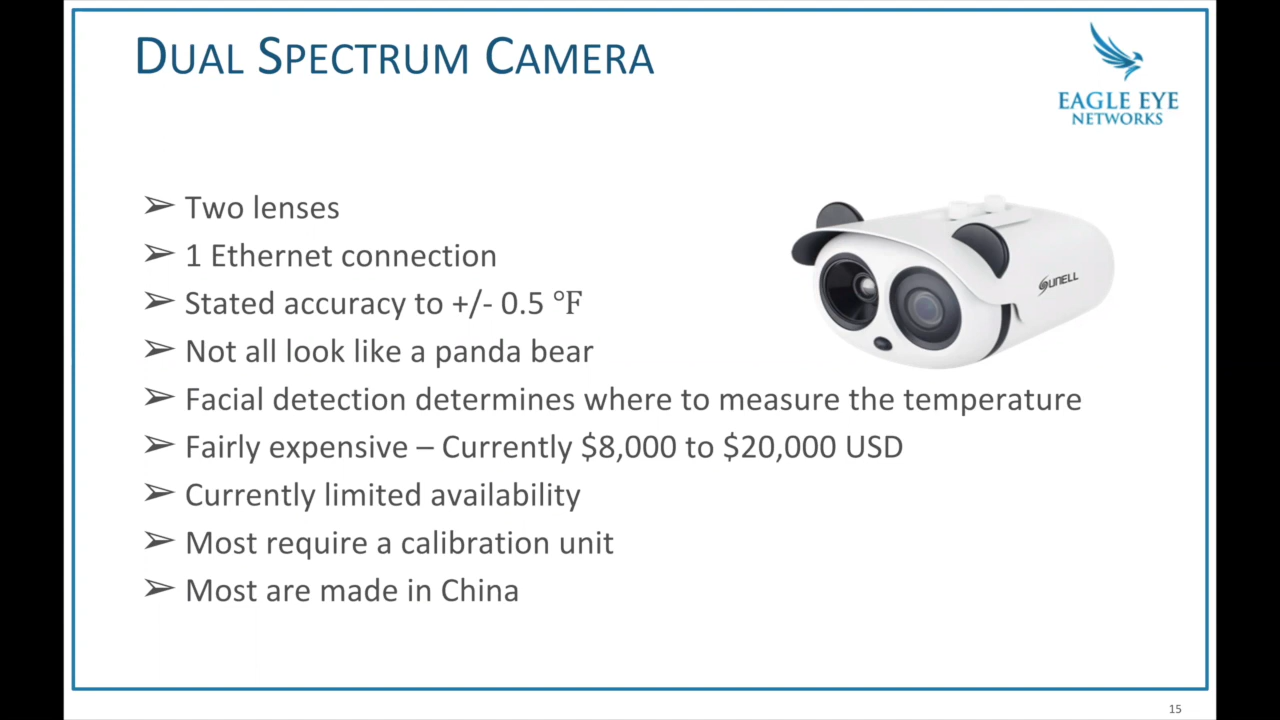 DUAL SPECTRUM CAMERA
EAGLE EYE
NETWORKS
➢ Two lenses
➢ 1 Ethernet connection
➢ Stated accuracy to +/- 0.5 °F
➢ Not all look like a panda bear
SUNELL
➢ Facial detection determines where to measure the temperature
➢ Fairly expensive – Currently $8,000 to $20,000 USD
➢ Currently limited availability
➢ Most require a calibration unit
➢ Most are made in China
15